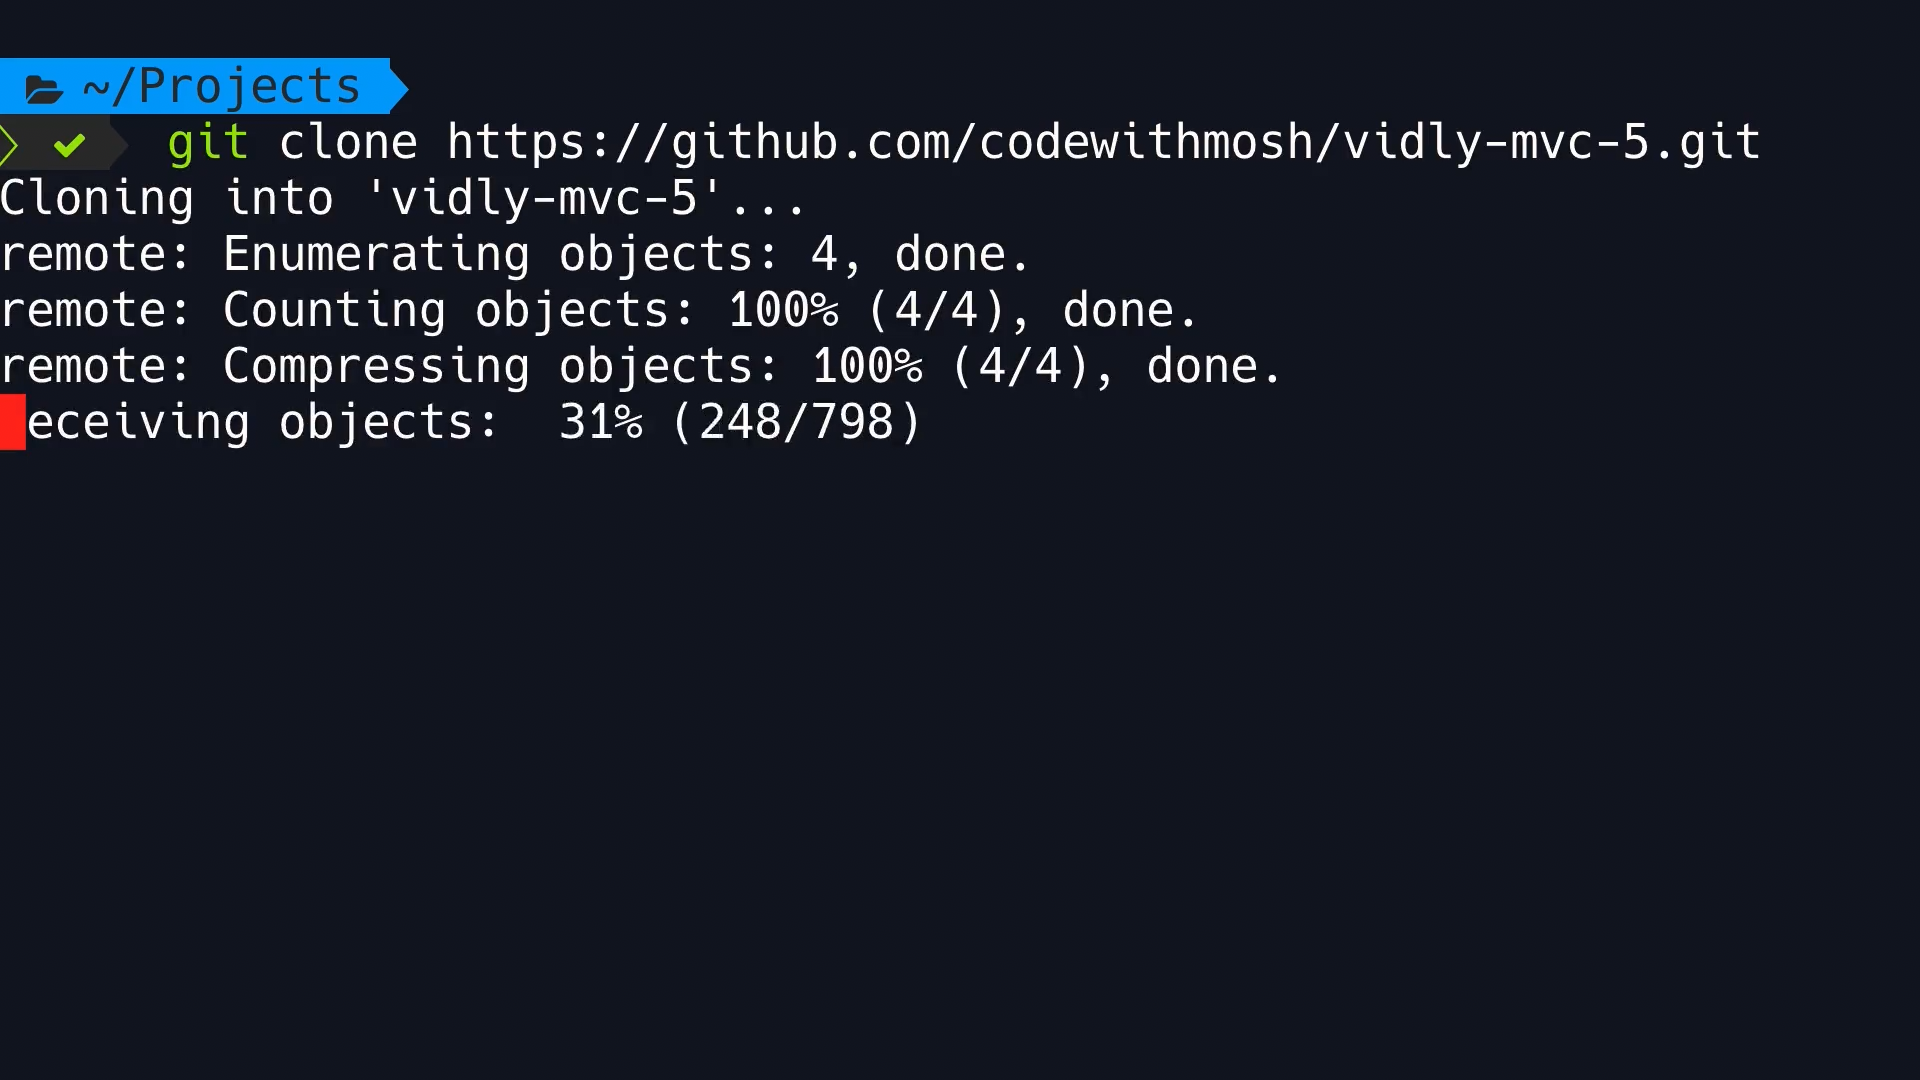 ~/Projects
git clone https://github.com/codewithmosh/vidly-mvc-5.git
Cloning into 'vidly-mvc-5'...
remote: Enumerating objects: 4, done.
remote: Counting objects: 100% (4/4), done.
remote: Compressing objects: 100% (4/4), done.
eceiving objects:  31% (248/798)